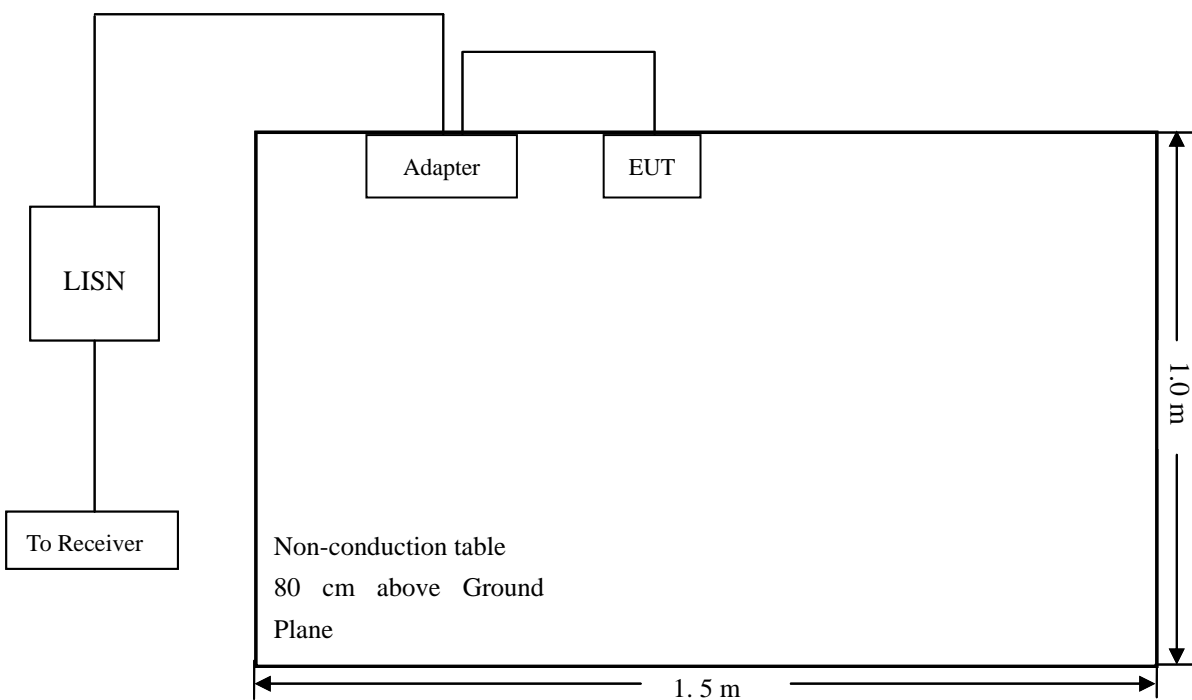 Adapter
EUT
LISN
To Receiver
Non-conduction table
80 cm above Ground
Plane
1.0 m
1. 5 m